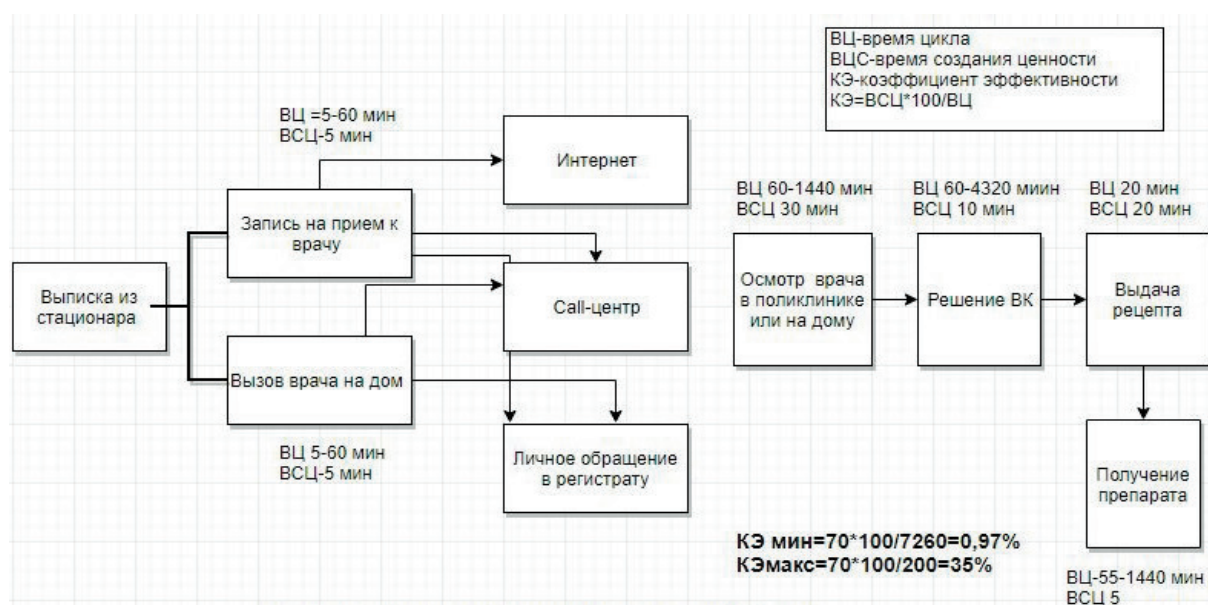 ВЦ-время цикла
ВЦС-время создания ценности
КЭ-коэффициент эффективности
КЭ=ВСЦ*100/ВЦ
ВЦ =5-60 мин
ВСЦ-5 мин
Интернет
Запись на прием к
врачу
Выписка из
стационара
Call-центр
Вызов врача на дом
ВЦ 5-60 мин
ВСЦ-5 мин
Личное обращение
в регистрату
ВЦ 60-1440 мин
ВСЦ 30 мин
Осмотр врача
в поликлинике
или на дому
ВЦ 60-4320 миин
ВСЦ 10 мин
Решение ВК
ВЦ 20 мин
ВСЦ 20 мин
Выдача
рецепта
Получение
препарата
ВЦ-55-1440 мин
ВСЦ 5
КЭ мин=70*100/7260=0,97%
КЭмакс=70*100/200=35%